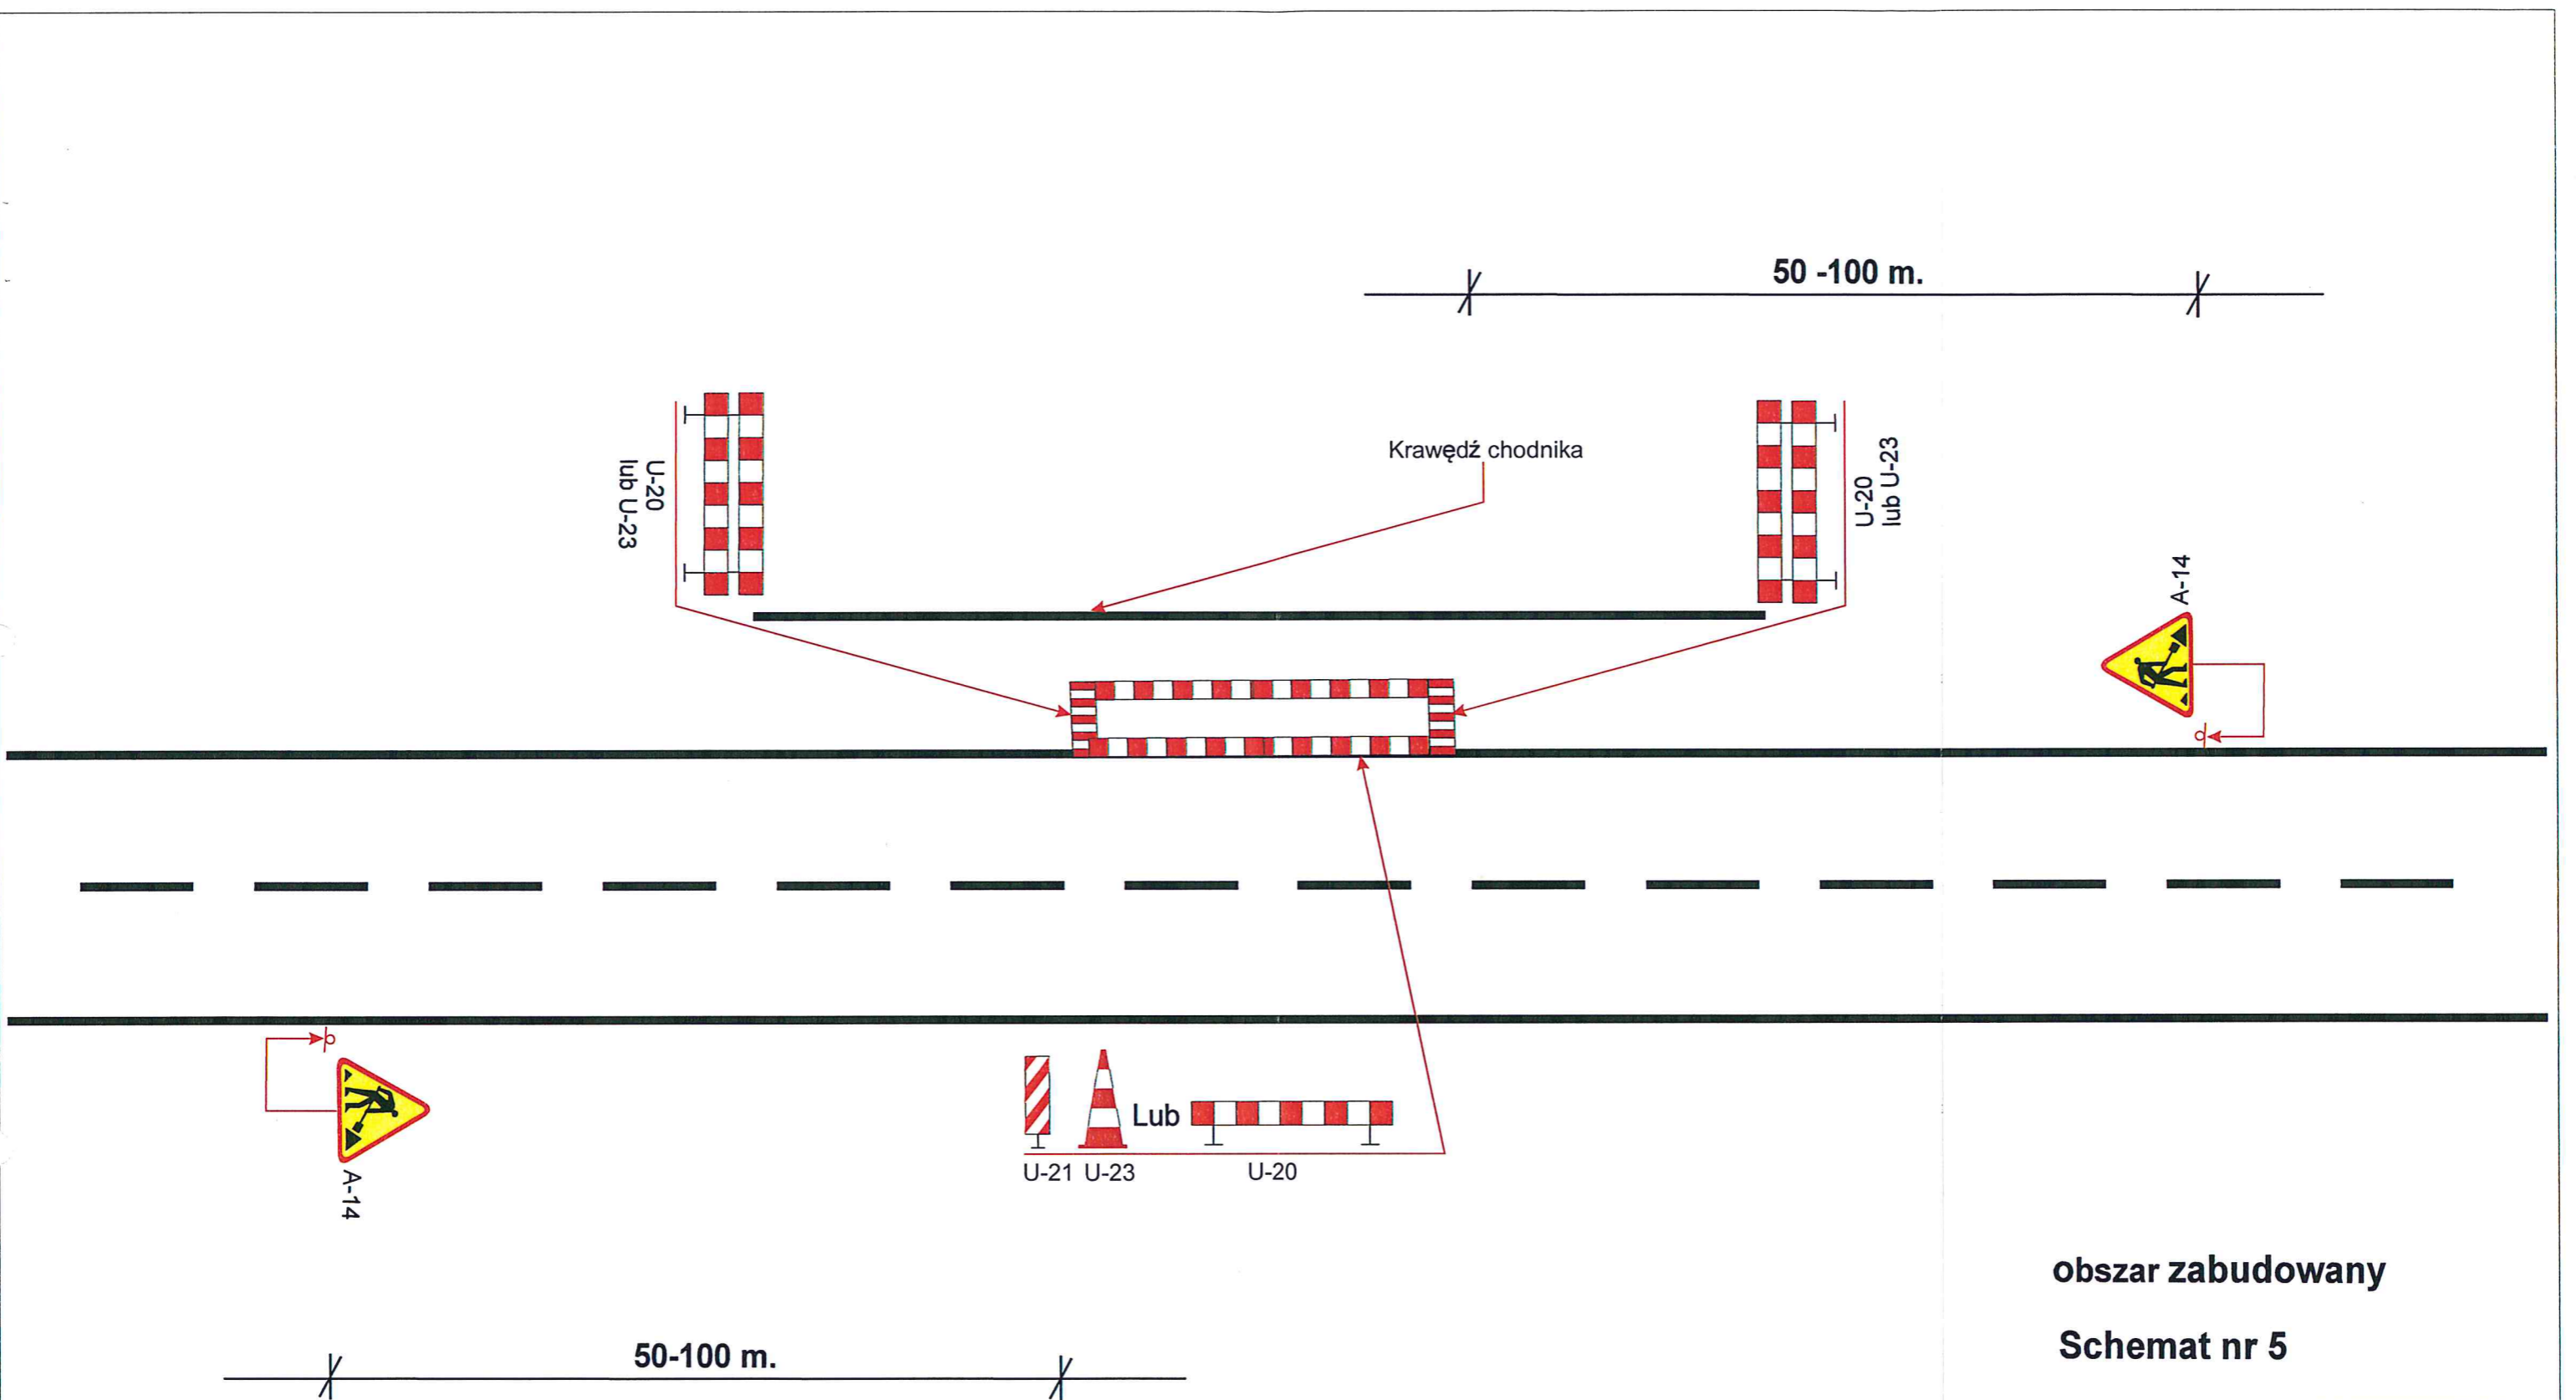 50 -100 m.
U-20
lub U-23
Krawędź chodnika
U-20
lub U-23
A-14
A-14
Lub
U-21 U-23 U-20
obszar zabudowany
Schemat nr 5
50-100 m.